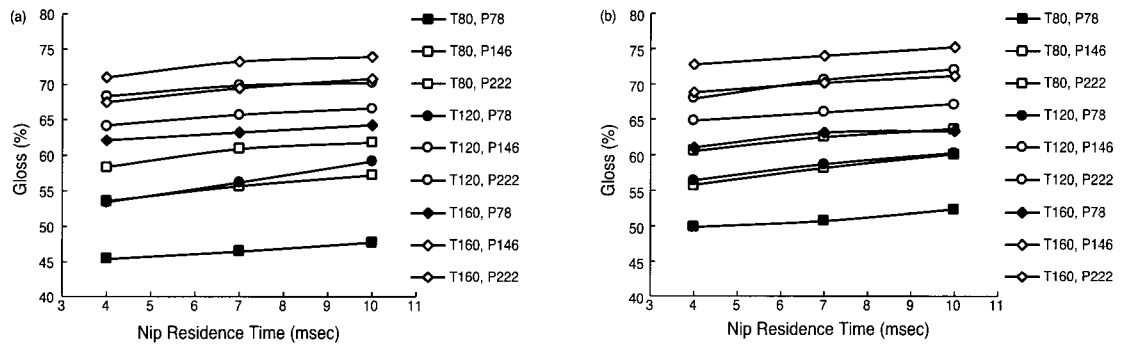 (a)
75
70
65
60
55
50
45
40
Gloss (%)
3 4 5 6 7 8 9 10 11
Nip Residence Time (msec)
T80, P78
T80, P146
T80, P222
T120, P78
T120, P146
T120, P222
T160, P78
T160, P146
T160, P222
(b)
80
75
70
65
60
55
50
45
40
Gloss (%)
3 4 5 6 7 8 9 10 11
Nip Residence Time (msec)
T80, P78
T80, P146
T80, P222
T120, P78
T120, P146
T120, P222
T160, P78
T160, P146
T160, P222